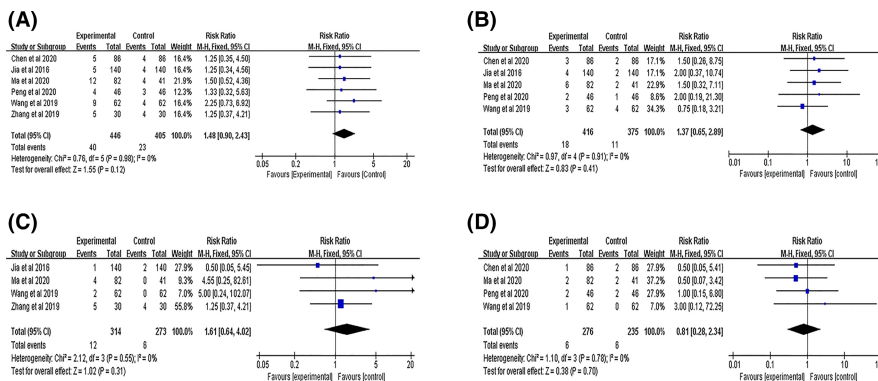 (A)
Experimental Control Risk Ratio Risk Ratio
Study or Subgroup Events Total Events Total Weight M-H, Fixed, 95% CI M-H, Fixed, 95% CI
Chen et al 2020 5 86 4 86 16.4% 1.25 [0.35, 4.50]
Jia et al 2016 5 140 4 140 16.4% 1.25 [0.34, 4.56]
Ma et al 2020 12 82 4 41 21.9% 1.50 [0.52, 4.36]
Peng et al 2020 4 46 3 46 12.3% 1.33 [0.32, 5.63]
Wang et al 2019 9 62 4 62 16.4% 2.25 [0.73, 6.92]
Zhang et al 2019 5 30 4 30 16.4% 1.25 [0.37, 4.21]
Total (95% CI) 446 405 100.0% 1.48 [0.90, 2.43]
Total events 40 23
Heterogeneity: Chi² = 0.76, df = 5 (P = 0.98); I² = 0%
Test for overall effect: Z = 1.55 (P = 0.12)
0.05 0.2 1 5 20
Favours [experimental] Favours [control]
(B)
Experimental Control Risk Ratio Risk Ratio
Study or Subgroup Events Total Events Total Weight M-H, Fixed, 95% CI M-H, Fixed, 95% CI
Chen et al 2020 3 86 2 86 17.1% 1.50 [0.26, 8.75]
Jia et al 2016 4 140 2 140 17.1% 2.00 [0.37, 10.74]
Ma et al 2020 6 82 2 41 22.8% 1.50 [0.32, 7.11]
Peng et al 2020 2 46 1 46 8.6% 2.00 [0.19, 21.30]
Wang et al 2019 3 62 4 62 34.3% 0.75 [0.18, 3.21]
Total (95% CI) 416 375 100.0% 1.37 [0.65, 2.89]
Total events 18 11
Heterogeneity: Chi² = 0.97, df = 4 (P = 0.91); I² = 0%
Test for overall effect: Z = 0.83 (P = 0.41)
0.01 0.1 1 10 100
Favours [experimental] Favours [control]
(C)
Experimental Control Risk Ratio Risk Ratio
Study or Subgroup Events Total Events Total Weight M-H, Fixed, 95% CI M-H, Fixed, 95% CI
Jia et al 2016 1 140 2 140 27.9% 0.50 [0.05, 5.45]
Ma et al 2020 4 82 0 41 9.3% 4.55 [0.25, 82.61]
Wang et al 2019 2 62 0 62 7.0% 5.00 [0.24, 102.07]
Zhang et al 2019 5 30 4 30 55.8% 1.25 [0.37, 4.21]
Total (95% CI) 314 273 100.0% 1.61 [0.64, 4.02]
Total events 12 6
Heterogeneity: Chi² = 2.12, df = 3 (P = 0.55); I² = 0%
Test for overall effect: Z = 1.02 (P = 0.31)
0.05 0.2 1 5 20
Favours [experimental] Favours [control]
(D)
Experimental Control Risk Ratio Risk Ratio
Study or Subgroup Events Total Events Total Weight M-H, Fixed, 95% CI M-H, Fixed, 95% CI
Chen et al 2020 1 86 2 86 27.9% 0.50 [0.05, 5.41]
Ma et al 2020 2 82 2 41 37.2% 0.50 [0.07, 3.42]
Peng et al 2020 2 46 2 46 27.9% 1.00 [0.15, 6.80]
Wang et al 2019 1 62 0 62 7.0% 3.00 [0.12, 72.25]
Total (95% CI) 276 235 100.0% 0.81 [0.28, 2.34]
Total events 6 6
Heterogeneity: Chi² = 1.10, df = 3 (P = 0.78); I² = 0%
Test for overall effect: Z = 0.38 (P = 0.70)
0.01 0.1 1 10 100
Favours [experimental] Favours [control]